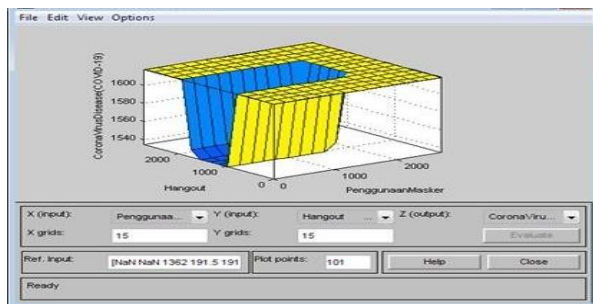 File Edit View Options
CoronaVirusDisease(COVID-19)
1600
1580
1560
1540
2000
1000
0
Hangout
0
1000
2000
PenggunaanMasker
X (input): Penggunaa... Y (input): Hangout ... Z (output): CoronaViru...
X grids: 15 Y grids: 15 Evaluate
Ref. Input: [NaN NaN 1362 191.5 191 Plot points: 101 Help Close
Ready